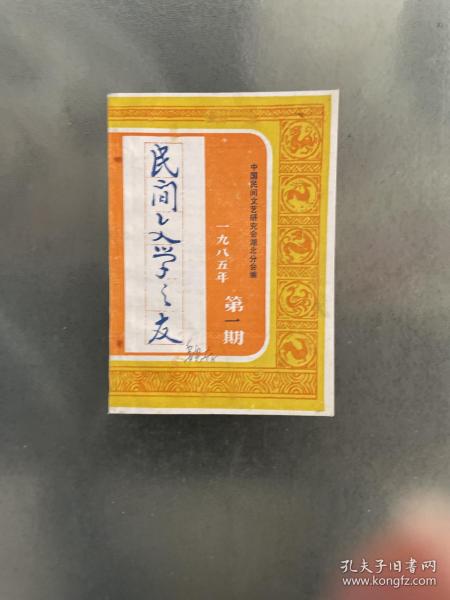 中国民间文艺研究会湖北分会编
一九八五年
第一期
民间文学之友
孔夫子旧书网
www.kongfz.com